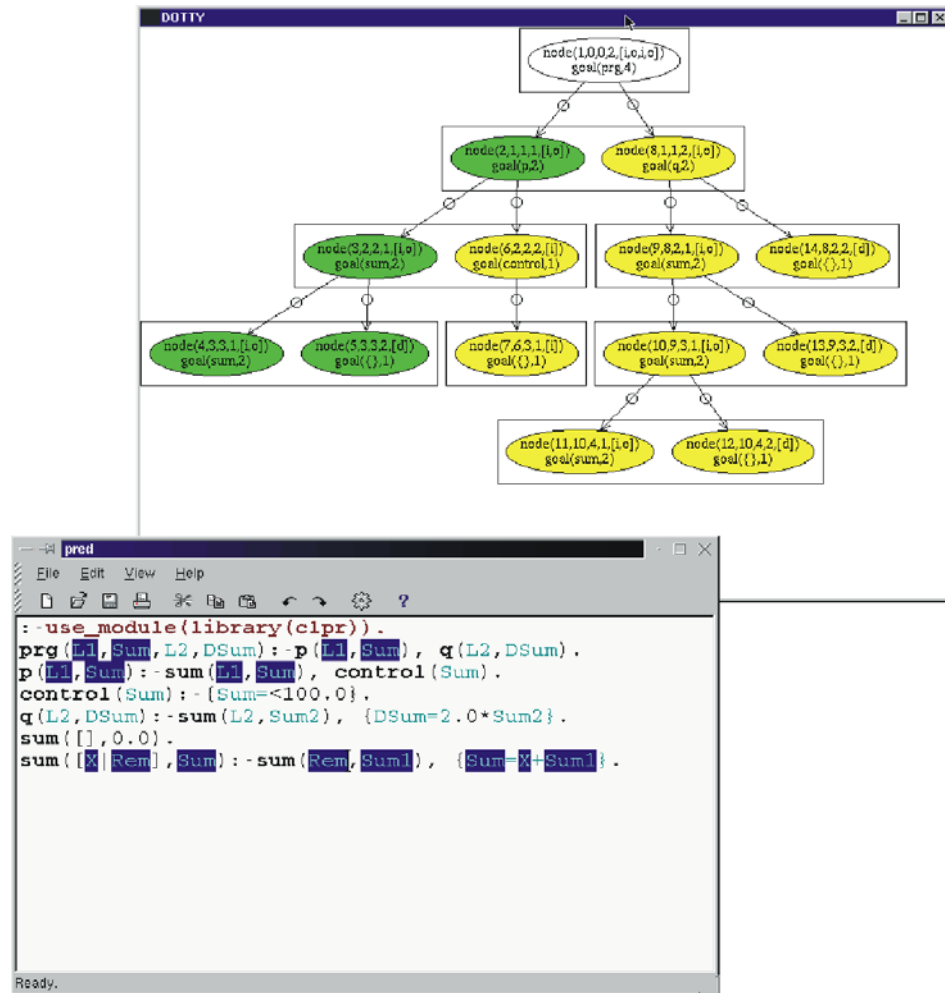 DOTTY
node(1,0,0,2,[i,o,i,o])
goal(prg,4)
node(2,1,1,1,[i,o])
goal(p,2)
node(8,1,1,2,[i,o])
goal(q,2)
node(3,2,2,1,[i,o])
goal(sum,2)
node(6,2,2,2,[i])
goal(control,1)
node(9,8,2,1,[i,o])
goal(sum,2)
node(14,8,2,2,[d])
goal({},1)
node(4,3,3,1,[i,o])
goal(sum,2)
node(5,3,3,2,[d])
goal({},1)
node(7,6,3,1,[i])
goal({},1)
node(10,9,3,1,[i,o])
goal(sum,2)
node(13,9,3,2,[d])
goal({},1)
node(11,10,4,1,[i,o])
goal(sum,2)
node(12,10,4,2,[d])
goal({},1)
pred
File Edit View Help
:-use_module(library(clpr)).
prg(L1,Sum,L2,DSum):-p(L1,Sum), q(L2,DSum).
p(L1,Sum):-sum(L1,Sum), control(Sum).
control(Sum):-{Sum=<100.0}.
q(L2,DSum):-sum(L2,Sum2), {DSum=2.0*Sum2}.
sum([],0.0).
sum([X|Rem],Sum):-sum(Rem,Sum1), {Sum=X+Sum1}.
Ready.